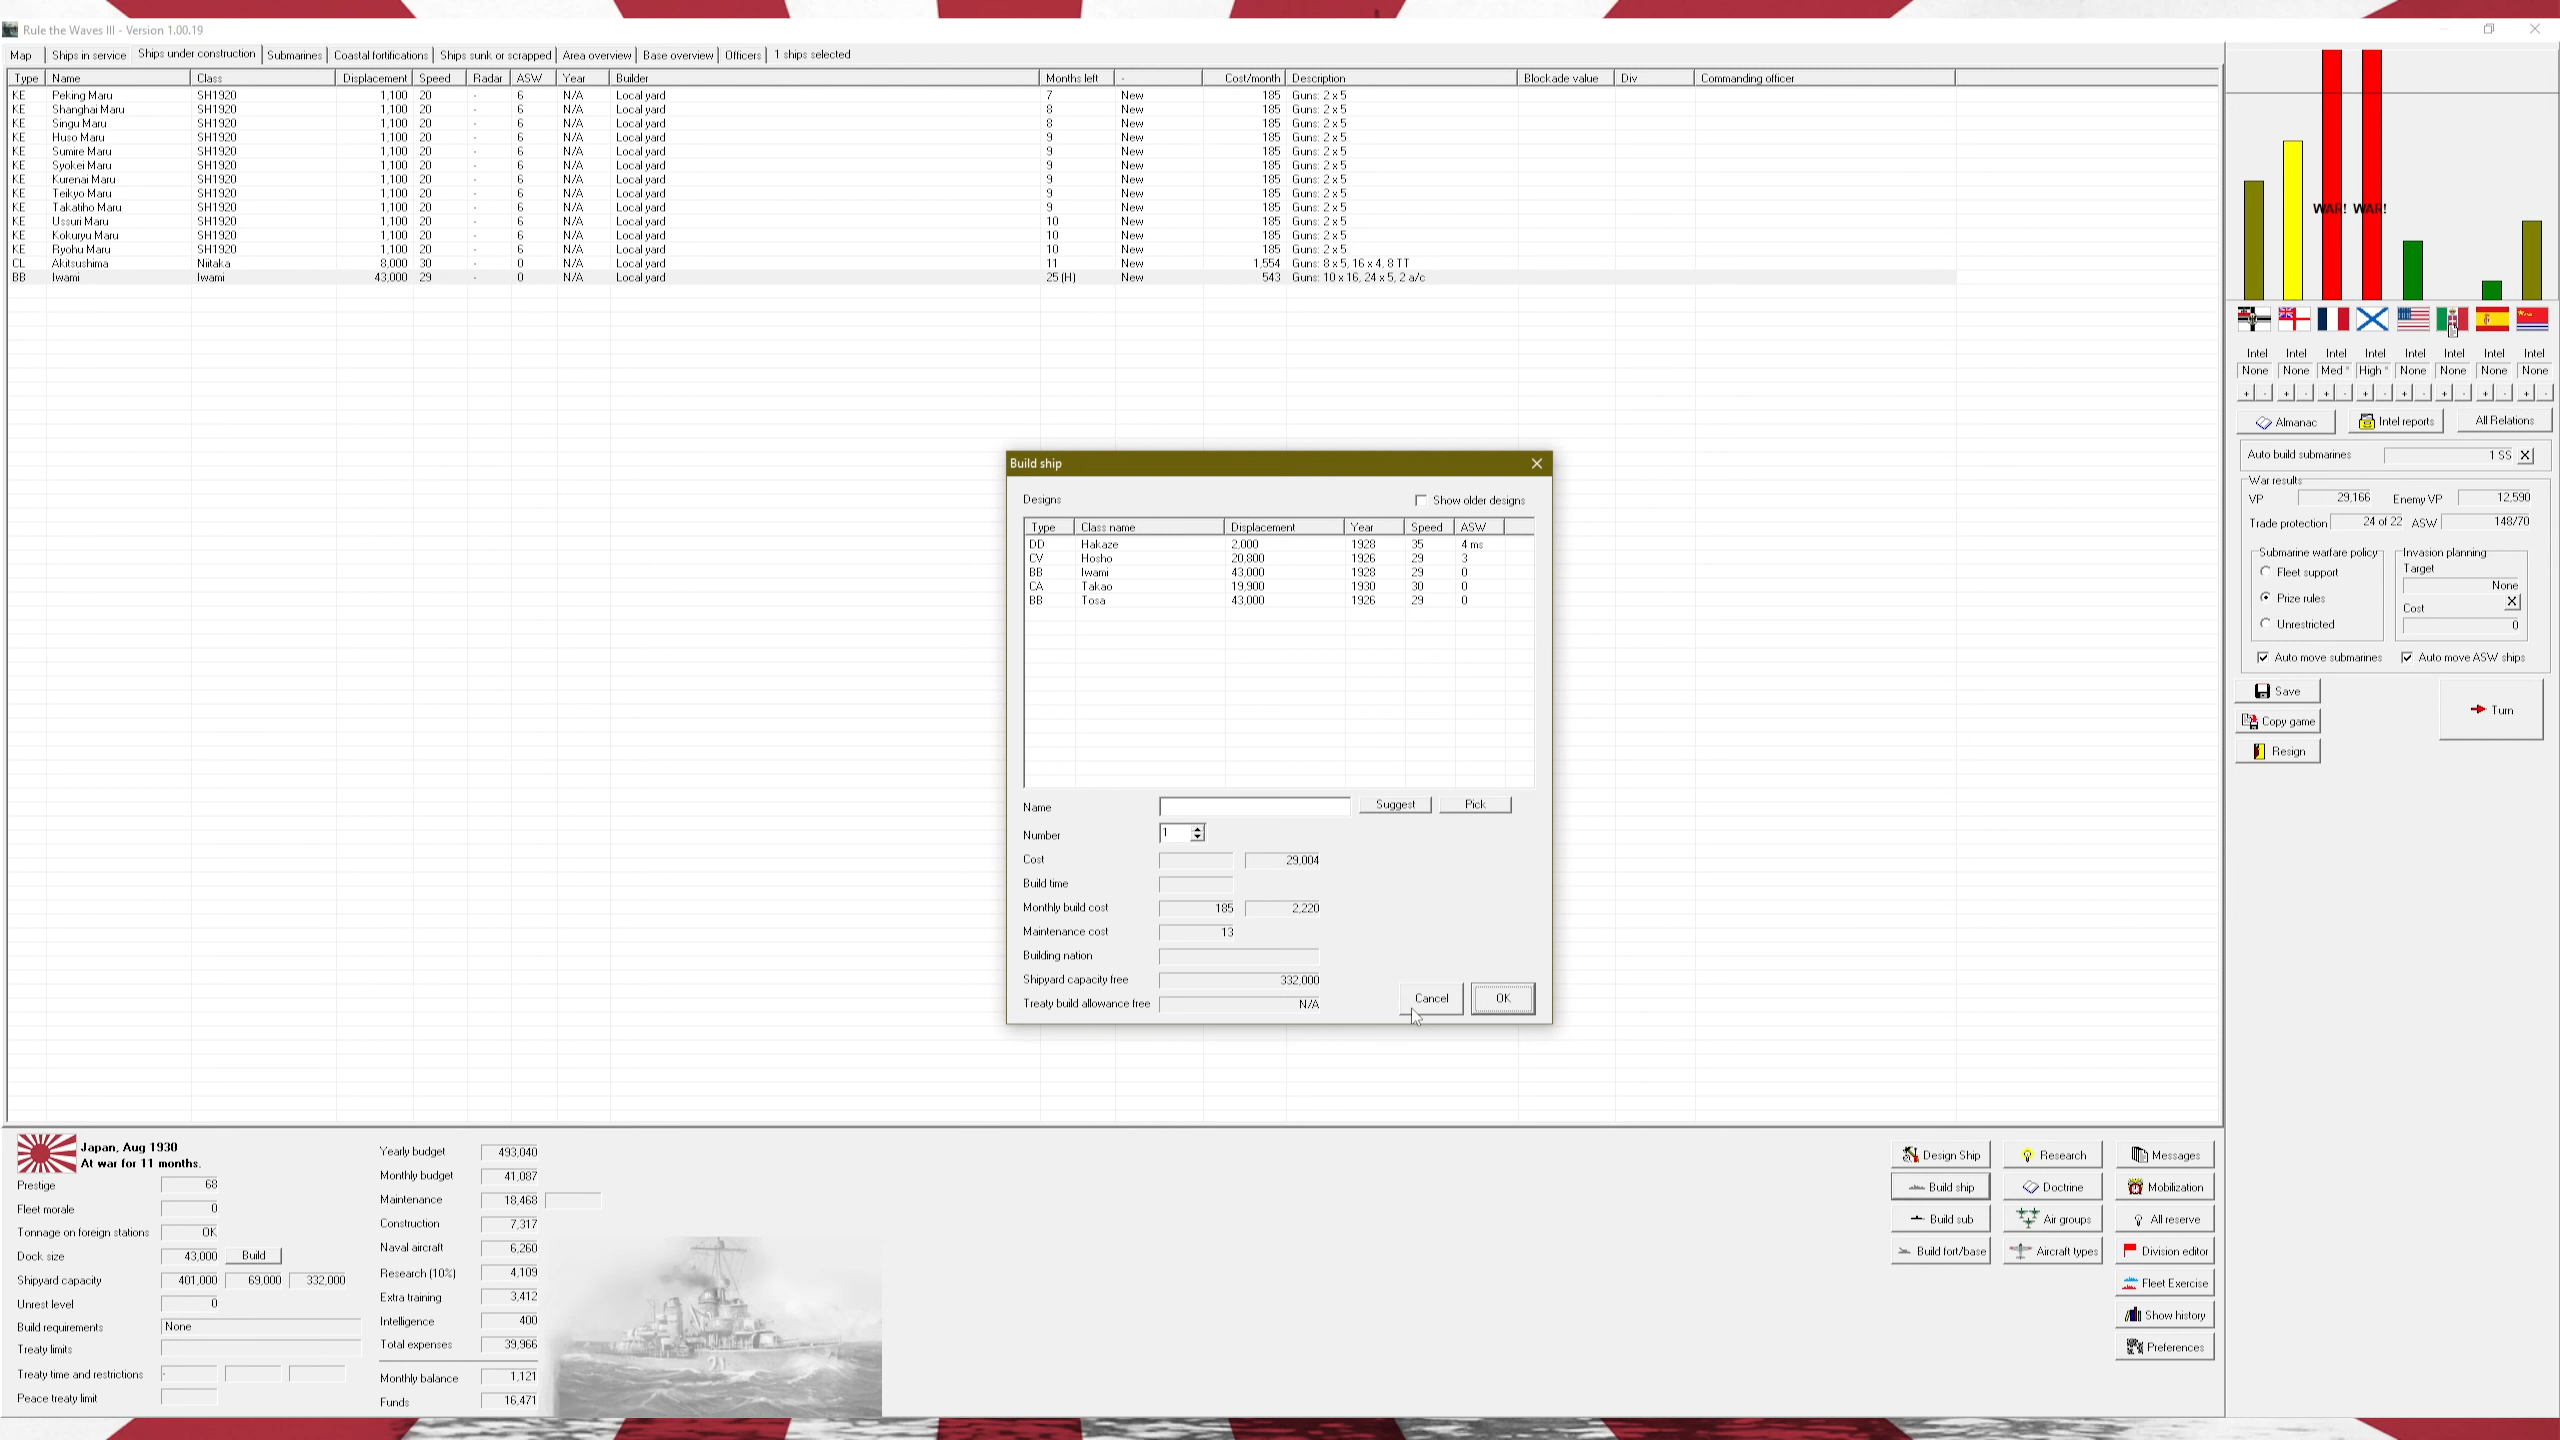 Rule the Waves III - Version 1.00.19
Map Ships in service Ships under construction Submarines Coastal fortifications Ships sunk or scrapped Area overview Base overview Officers 1 ships selected
Type Name Class Displacement Speed Radar ASW Year Builder Months left - Cost/month Description Blockade value Div Commanding officer
KE Peking Maru SH1920 1,100 20 - 6 N/A Local yard 7 New 185 Guns: 2 x 5
KE Shanghai Maru SH1920 1,100 20 - 6 N/A Local yard 8 New 185 Guns: 2 x 5
KE Singu Maru SH1920 1,100 20 - 6 N/A Local yard 8 New 185 Guns: 2 x 5
KE Huso Maru SH1920 1,100 20 - 6 N/A Local yard 9 New 185 Guns: 2 x 5
KE Sumire Maru SH1920 1,100 20 - 6 N/A Local yard 9 New 185 Guns: 2 x 5
KE Syokei Maru SH1920 1,100 20 - 6 N/A Local yard 9 New 185 Guns: 2 x 5
KE Kurenai Maru SH1920 1,100 20 - 6 N/A Local yard 9 New 185 Guns: 2 x 5
KE Teikyo Maru SH1920 1,100 20 - 6 N/A Local yard 9 New 185 Guns: 2 x 5
KE Takatiho Maru SH1920 1,100 20 - 6 N/A Local yard 9 New 185 Guns: 2 x 5
KE Ussuri Maru SH1920 1,100 20 - 6 N/A Local yard 10 New 185 Guns: 2 x 5
KE Kokuryu Maru SH1920 1,100 20 - 6 N/A Local yard 10 New 185 Guns: 2 x 5
KE Ryohu Maru SH1920 1,100 20 - 6 N/A Local yard 10 New 185 Guns: 2 x 5
CL Akitsushima Niitaka 8,000 30 - 0 N/A Local yard 11 New 1,554 Guns: 8 x 5, 16 x 4, 8 TT
BB Iwami Iwami 43,000 29 - 0 N/A Local yard 25 (H) New 543 Guns: 10 x 16, 24 x 5, 2 a/c
WAR! WAR!
Intel Intel Intel Intel Intel Intel Intel Intel
None None Med * High * None None None None
+ - + - + - + - + - + - + - + -
Almanac Intel reports All Relations
Auto build submarines 1 SS X
War results
VP 29,166 Enemy VP 12,590
Trade protection 24 of 22 ASW 148/70
Submarine warfare policy Invasion planning
Fleet support Target
None
Prize rules Cost X
Unrestricted 0
Auto move submarines Auto move ASW ships
Save
Copy game
Resign
Turn
Build ship
Designs Show older designs
Type Class name Displacement Year Speed ASW
DD Hakaze 2,000 1928 35 4 ms
CV Hosho 20,800 1926 29 3
BB Iwami 43,000 1928 29 0
CA Takao 19,900 1930 30 0
BB Tosa 43,000 1926 29 0
Name Suggest Pick
Number 1
Cost 29,004
Build time
Monthly build cost 185 2,220
Maintenance cost 13
Building nation
Shipyard capacity free 332,000
Treaty build allowance free N/A
Cancel OK
Japan, Aug 1930
At war for 11 months.
Prestige 68
Fleet morale 0
Tonnage on foreign stations OK
Dock size 43,000 Build
Shipyard capacity 401,000 69,000 332,000
Unrest level 0
Build requirements None
Treaty limits
Treaty time and restrictions -
Peace treaty limit
Yearly budget 493,040
Monthly budget 41,087
Maintenance 18,468
Construction 7,317
Naval aircraft 6,260
Research (10%) 4,109
Extra training 3,412
Intelligence 400
Total expenses 39,966
Monthly balance 1,121
Funds 16,471
71
Design Ship Research Messages
Build ship Doctrine Mobilization
Build sub Air groups All reserve
Build fort/base Aircraft types Division editor
Fleet Exercise
Show history
Preferences